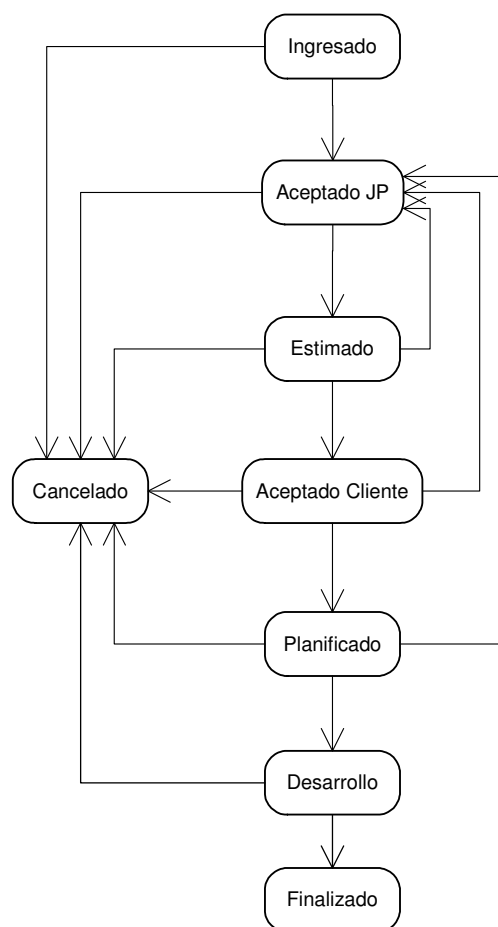 Ingresado
Aceptado JP
Estimado
Cancelado
Aceptado Cliente
Planificado
Desarrollo
Finalizado